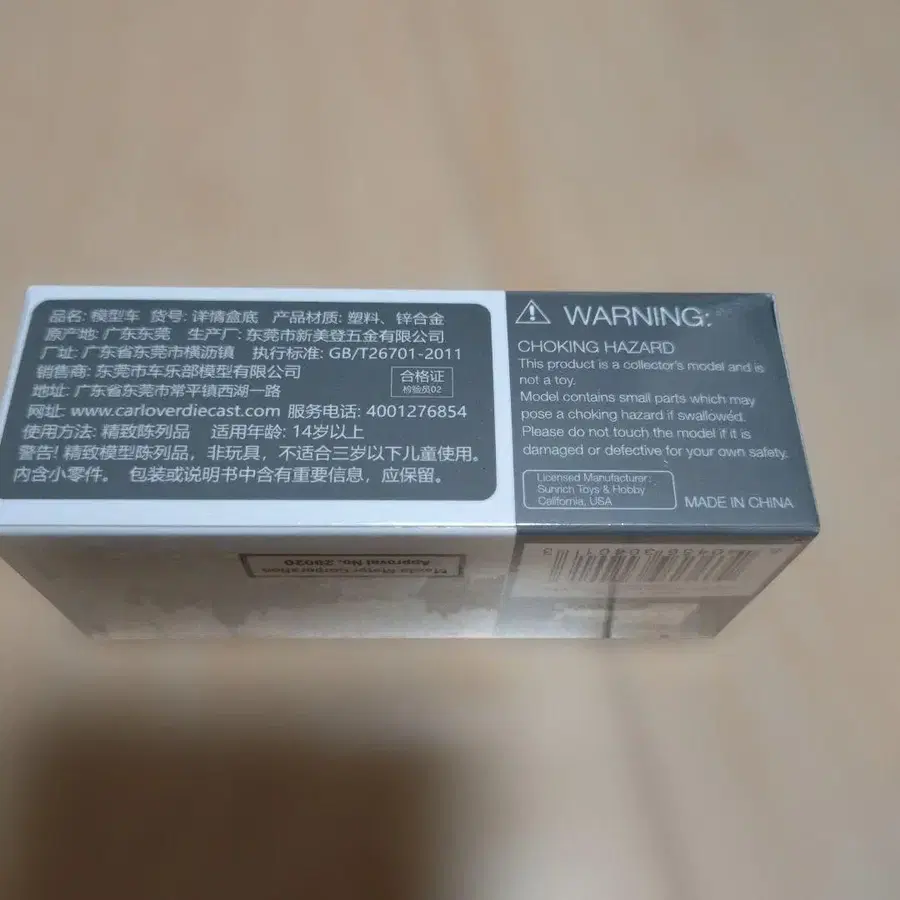 品名: 模型车 货号: 详情盒底 产品材质: 塑料、锌合金
原产地: 广东东莞 生产厂: 东莞市新美登五金有限公司
厂址: 广东省东莞市横沥镇 执行标准: GB/T26701-2011
销售商: 东莞市车乐部模型有限公司
地址: 广东省东莞市常平镇西湖一路
合格证
检验员02
网址: www.carloverdiecast.com 服务电话: 4001276854
使用方法: 精致陈列品 适用年龄: 14岁以上
警告! 精致模型陈列品，非玩具，不适合三岁以下儿童使用。
内含小零件。 包装或说明书中含有重要信息，应保留。
WARNING:
CHOKING HAZARD
This product is a collector's model and is
not a toy.
Model contains small parts which may
pose a choking hazard if swallowed.
Please do not touch the model if it is
damaged or defective for your own safety.
Licensed Manufacturer:
Sunrich Toys & Hobby
California, USA
MADE IN CHINA
Mazda Motor Corporation
Approval No. 28020